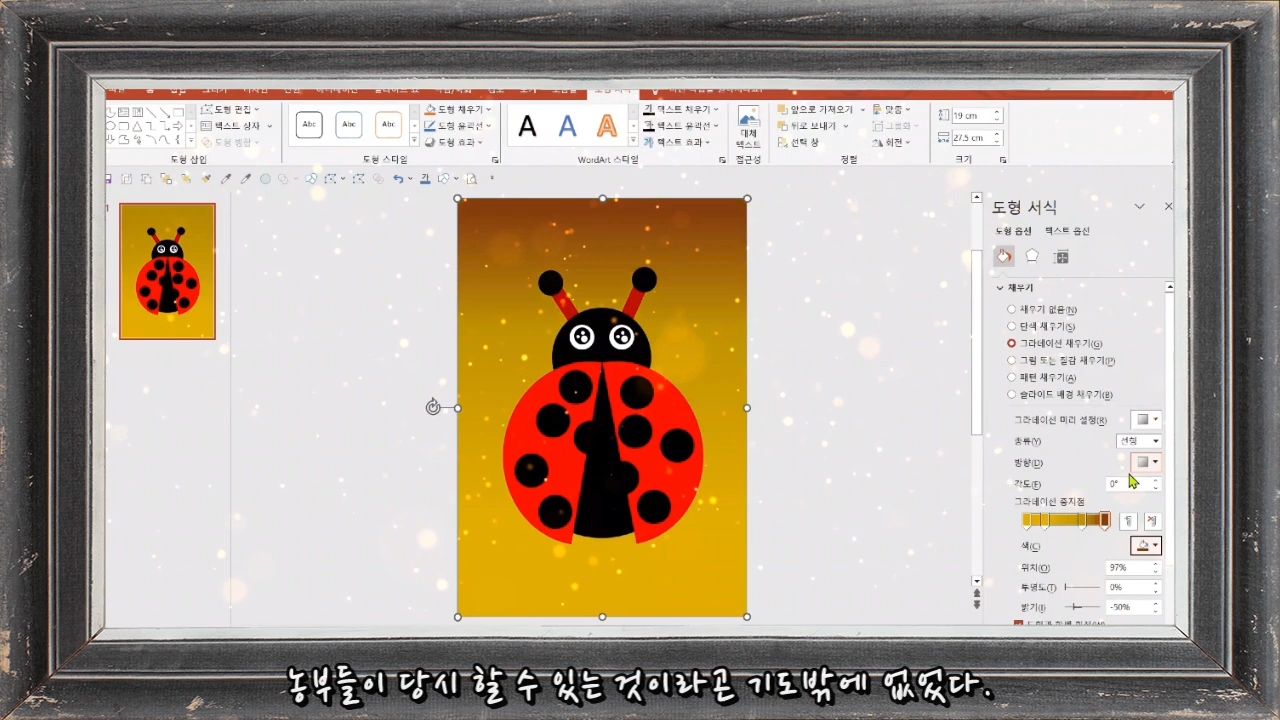 도형 편집
텍스트 상자
도형 병합
도형 삽입
Abc Abc Abc
도형 채우기
도형 윤곽선
도형 효과
도형 스타일
A A A
텍스트 채우기
텍스트 윤곽선
텍스트 효과
WordArt 스타일
대체
텍스트
접근성
앞으로 가져오기
뒤로 보내기
선택 창
맞춤
그룹화
회전
정렬
19 cm
27.5 cm
크기
1
도형 서식
도형 옵션 텍스트 옵션
채우기
채우기 없음(N)
단색 채우기(S)
그라데이션 채우기(G)
그림 또는 질감 채우기(P)
패턴 채우기(A)
슬라이드 배경 채우기(B)
그라데이션 미리 설정(R)
종류(Y) 선형
방향(D)
각도(E) 0°
그라데이션 중지점
색(C)
위치(O) 97%
투명도(T) 0%
밝기(I) -50%
농부들이 당시 할 수 있는 것이라곤 기도밖에 없었다.